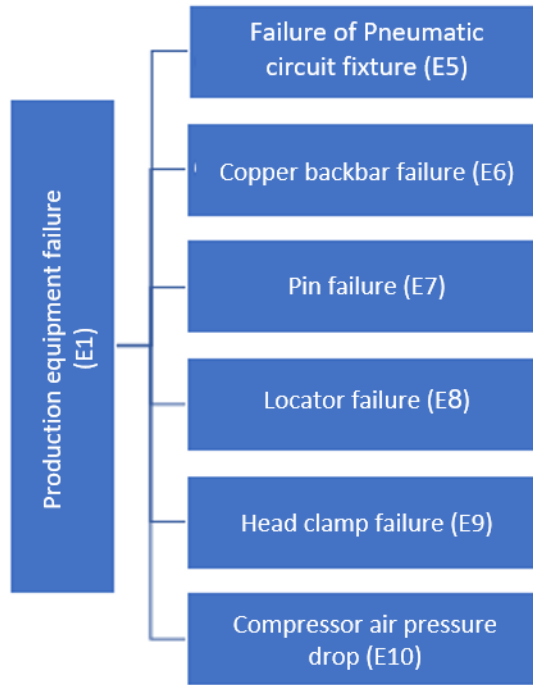 Production equipment failure
(E1)
Failure of Pneumatic
circuit fixture (E5)
Copper backbar failure (E6)
Pin failure (E7)
Locator failure (E8)
Head clamp failure (E9)
Compressor air pressure
drop (E10)